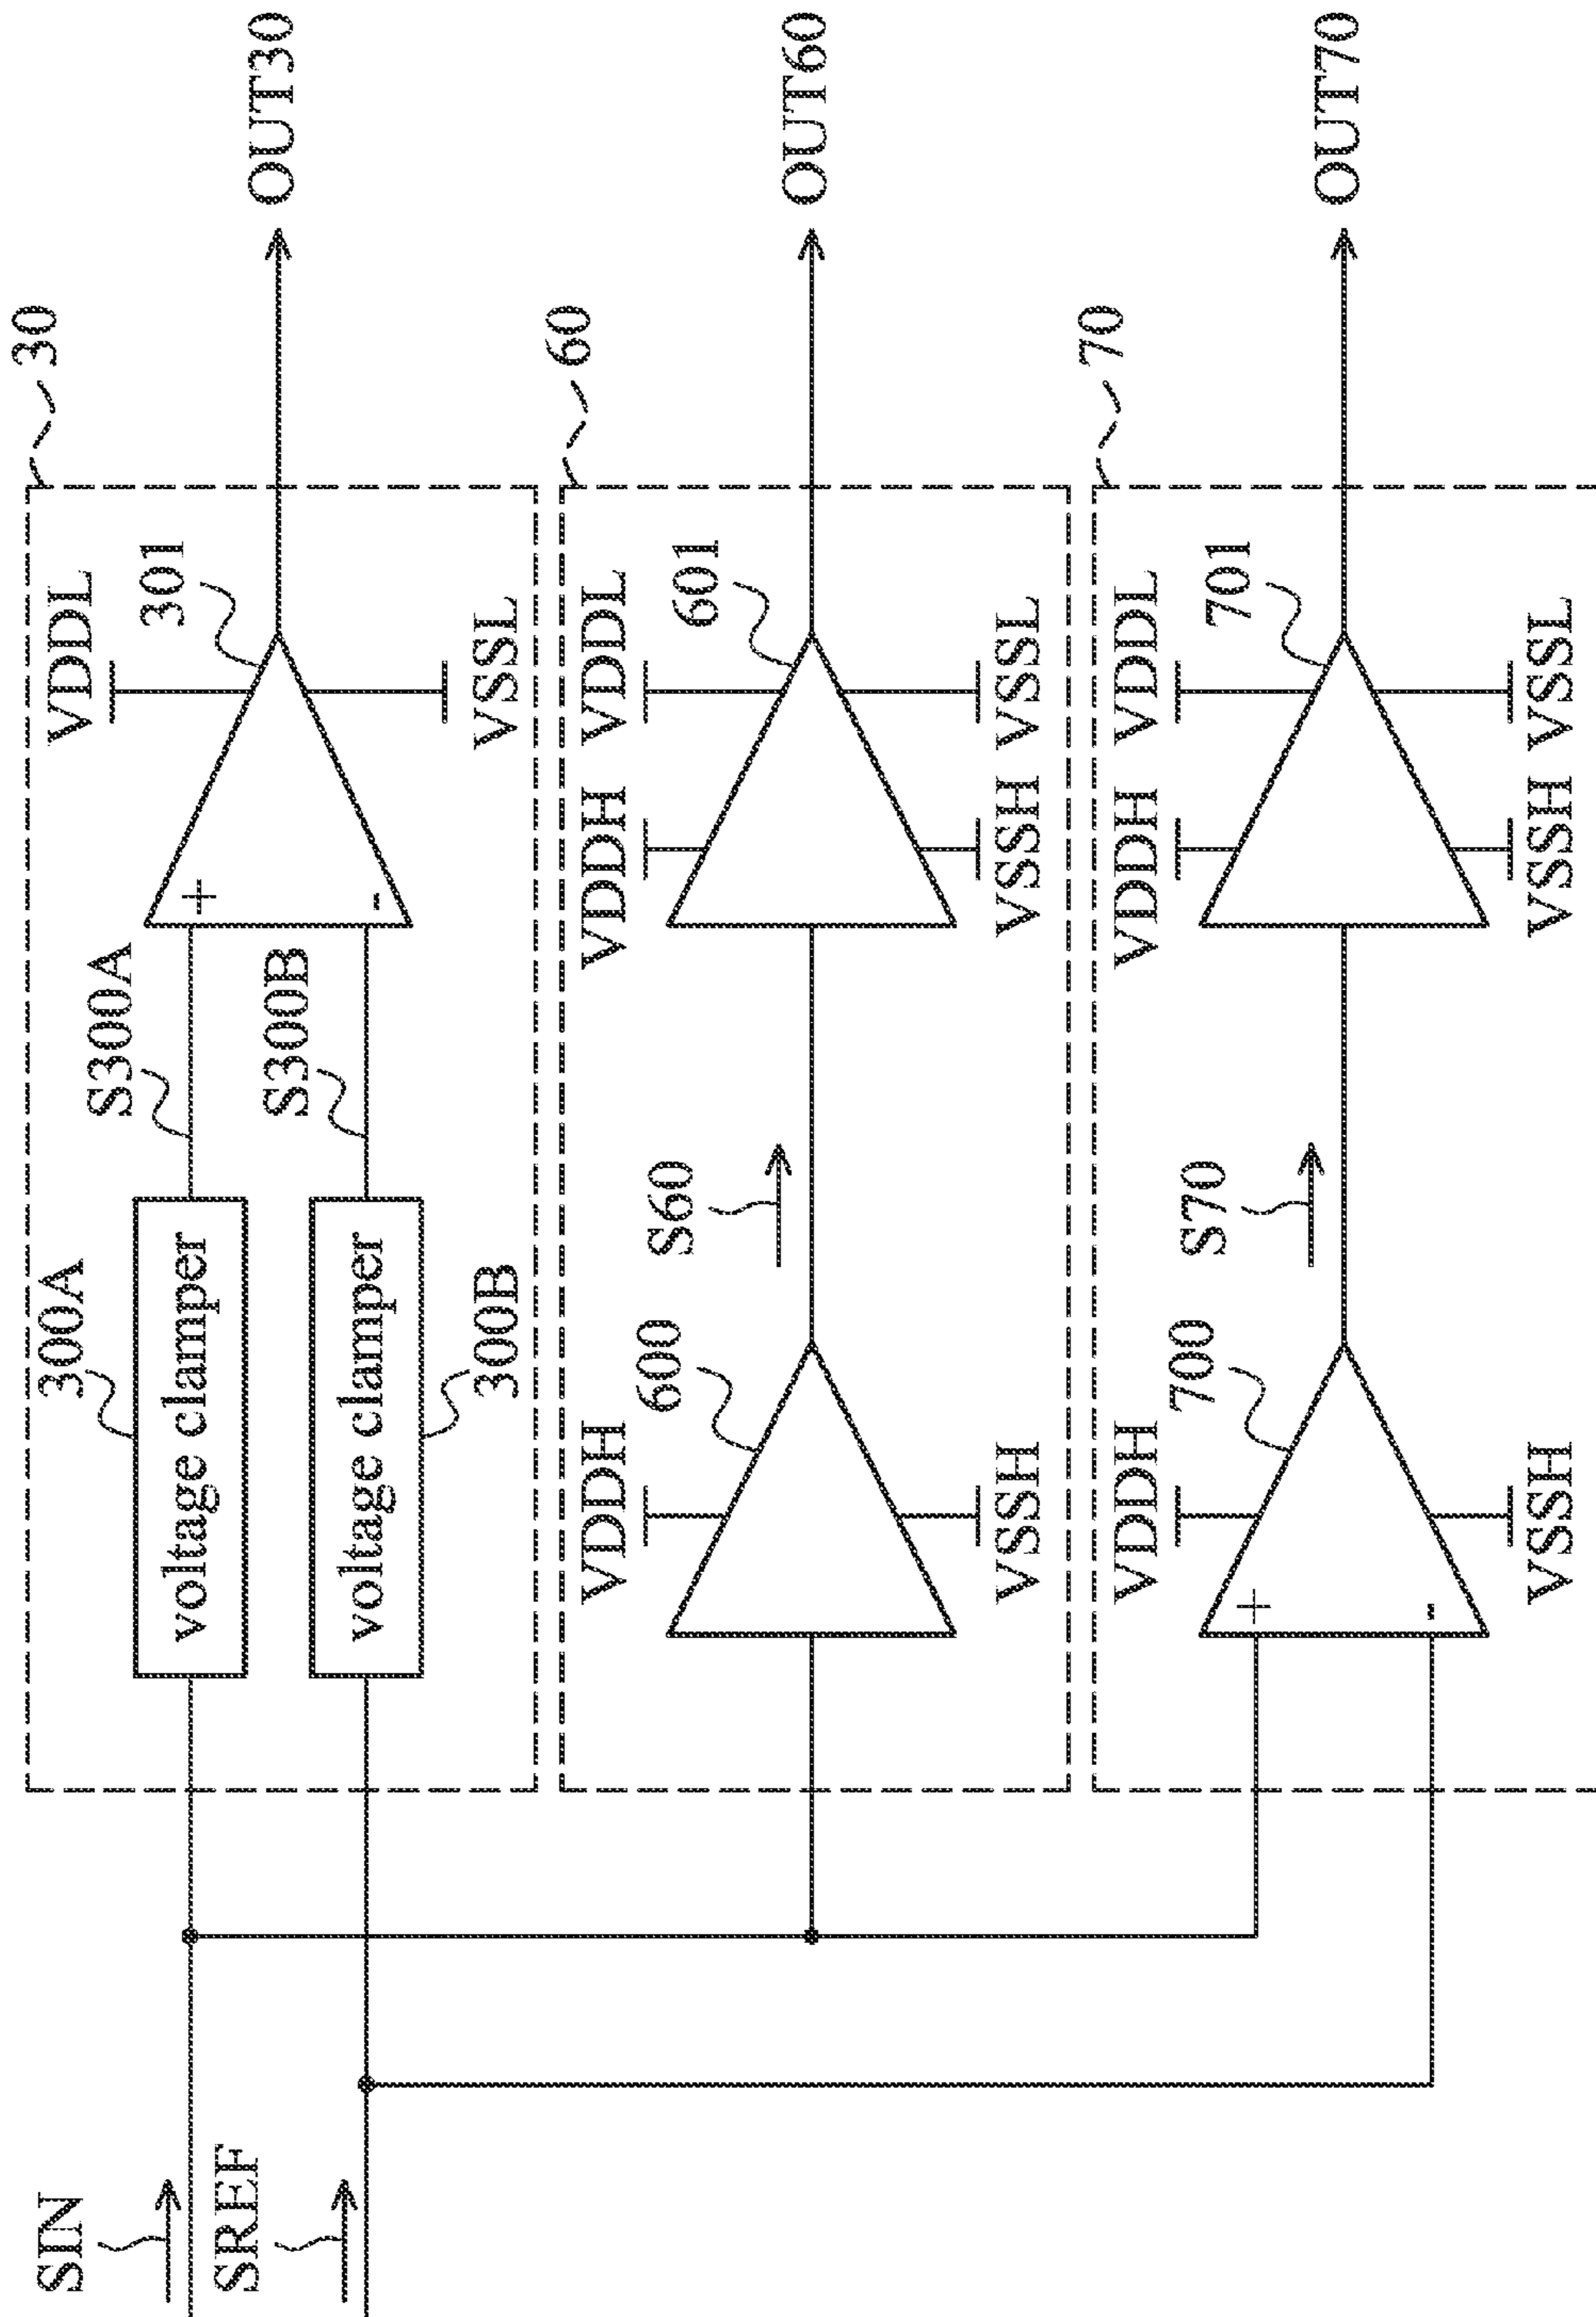 SIN
SREF
30
300A
voltage clamper
S300A
VDDL
301
+
-
VSSL
OUT30
voltage clamper
300B
S300B
60
VDDH
600
VSSH
S60
VDDH VDDL
601
VSSH VSSL
OUT60
70
VDDH
700
+
-
VSSH
S70
VDDH VDDL
701
VSSH VSSL
OUT70